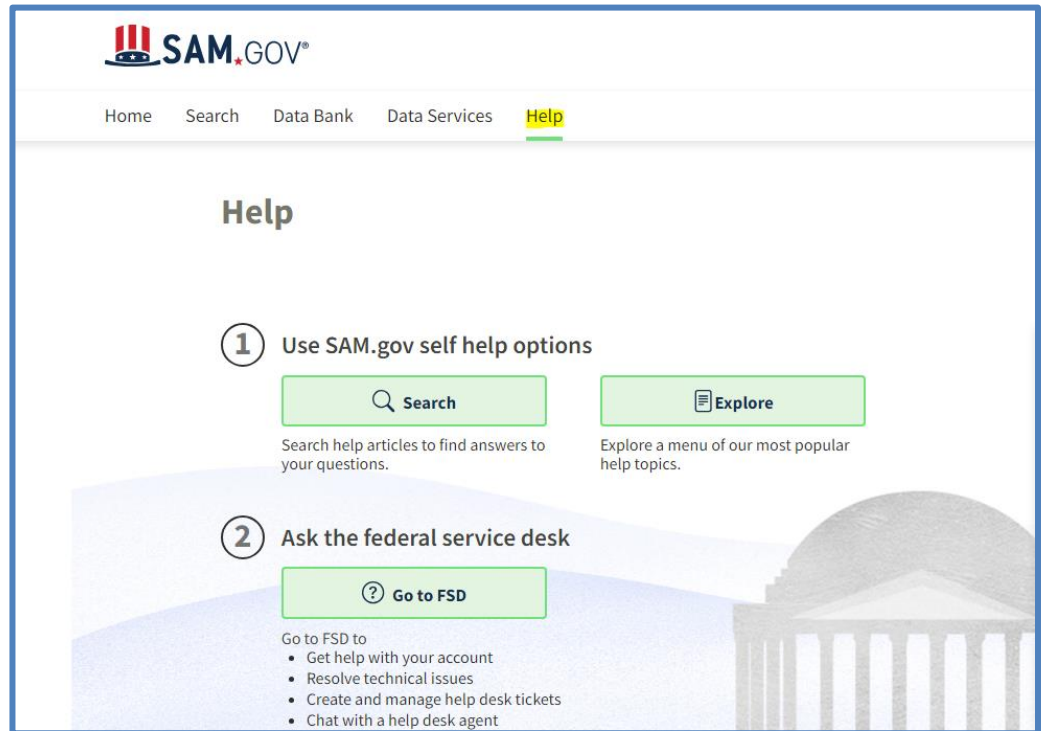 SAM.GOV®
Home Search Data Bank Data Services Help
Help
1 Use SAM.gov self help options
Search Explore
Search help articles to find answers to Explore a menu of our most popular
your questions. help topics.
2 Ask the federal service desk
? Go to FSD
Go to FSD to
• Get help with your account
• Resolve technical issues
• Create and manage help desk tickets
• Chat with a help desk agent